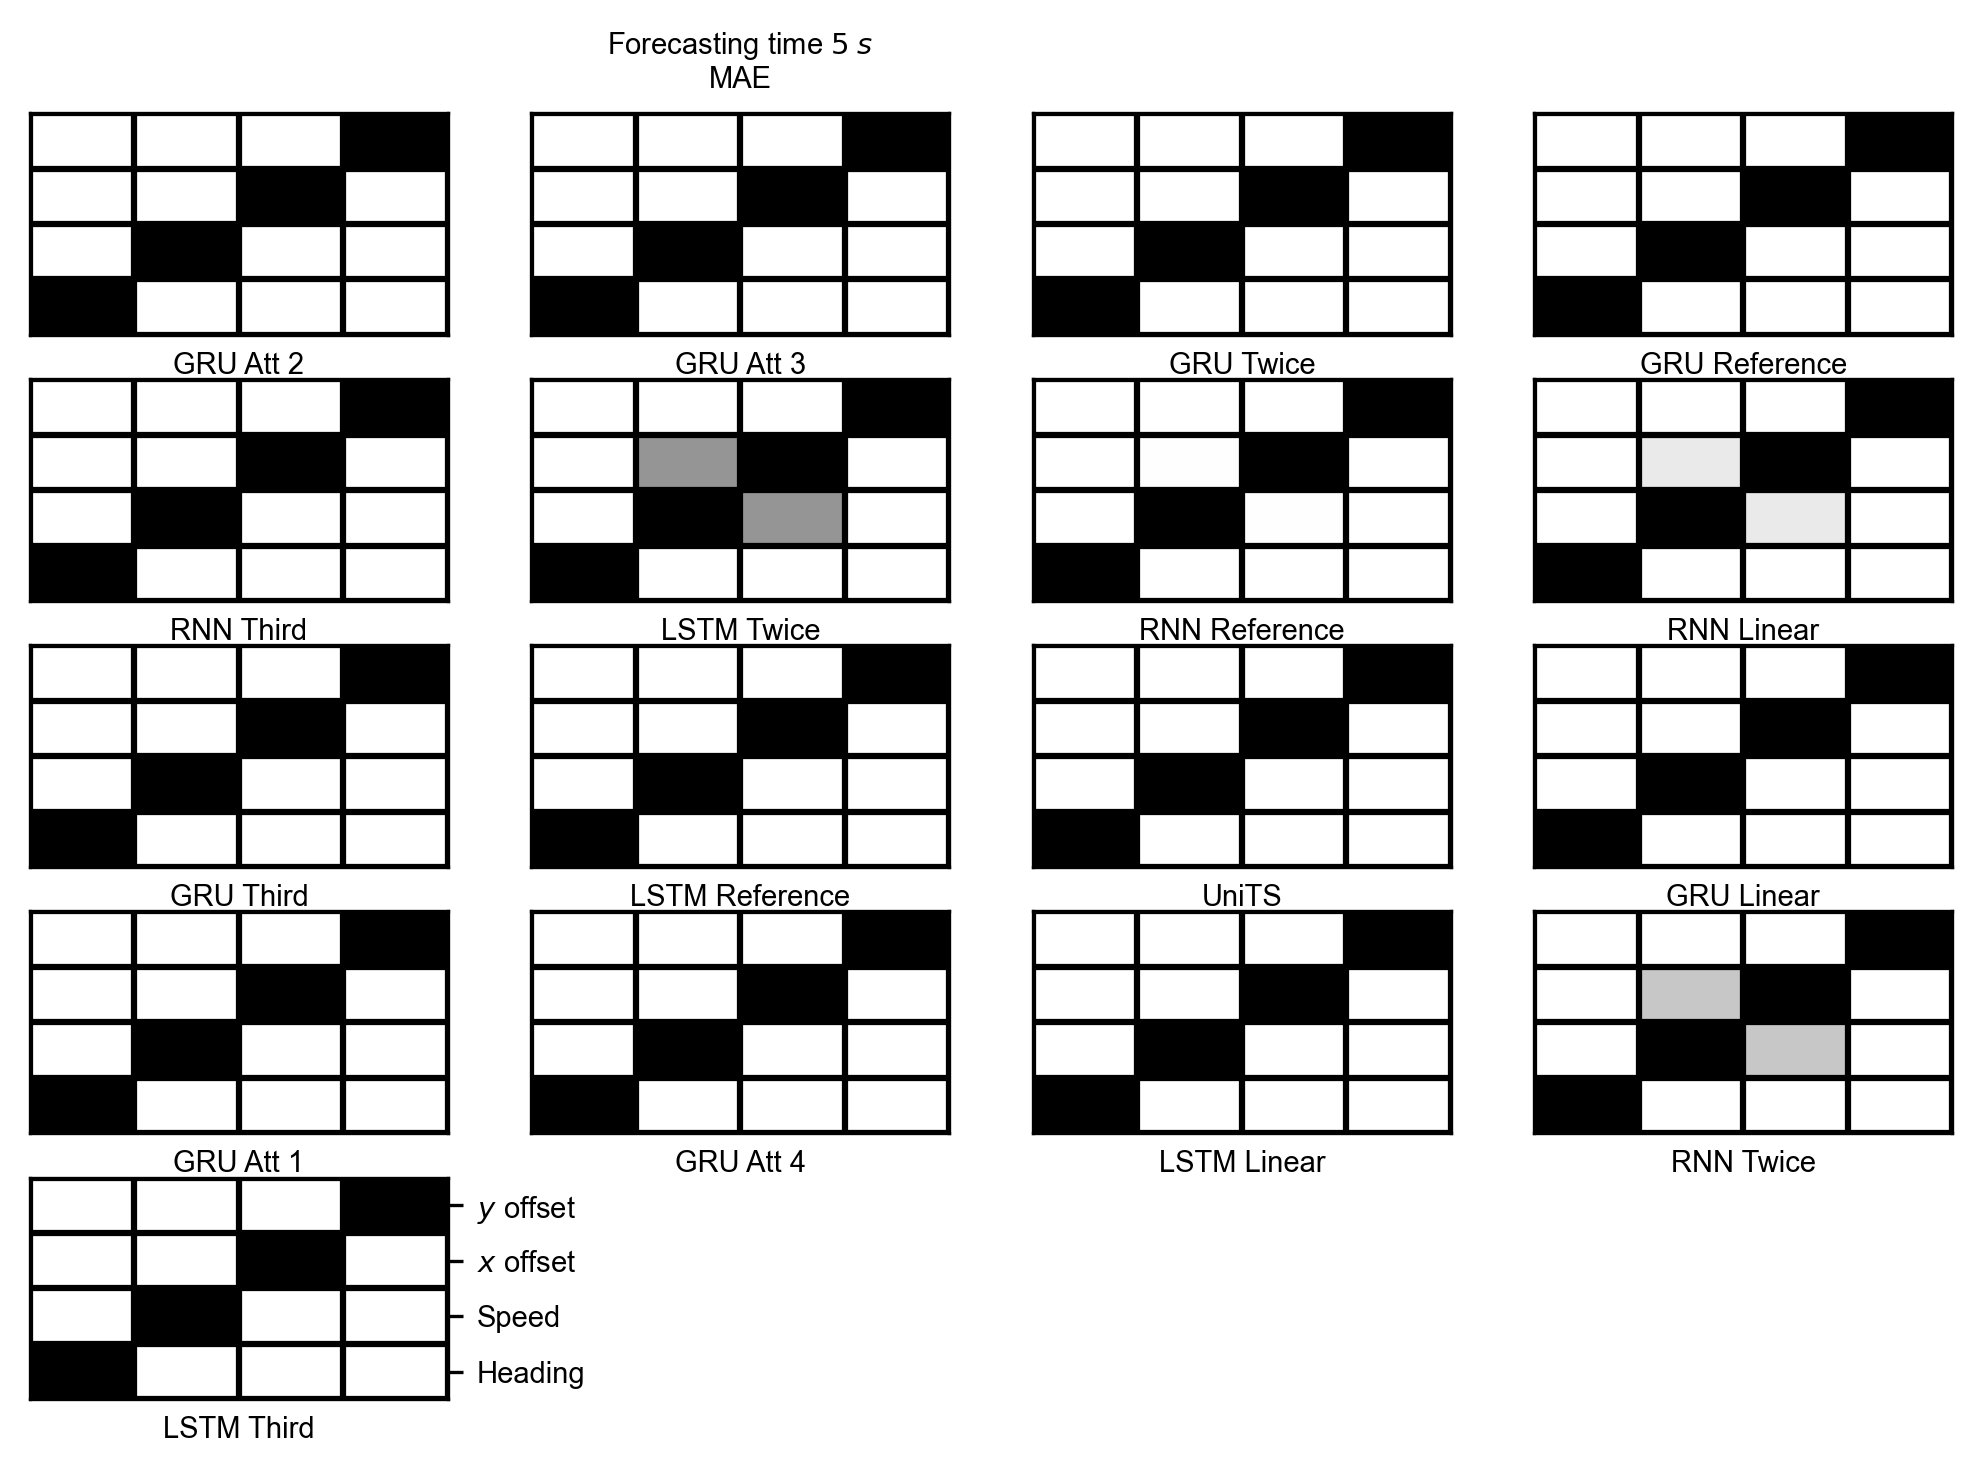 Forecasting time 5 s
MAE
GRU Att 2
GRU Att 3
GRU Twice
GRU Reference
RNN Third
LSTM Twice
RNN Reference
RNN Linear
GRU Third
LSTM Reference
UniTS
GRU Linear
GRU Att 1
GRU Att 4
LSTM Linear
RNN Twice
y offset
x offset
Speed
Heading
LSTM Third